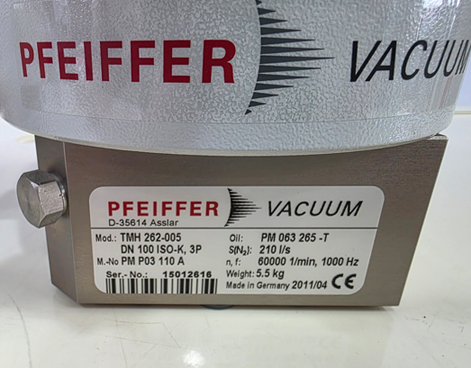 PFEIFFER VACUUM
PFEIFFER VACUUM
D-35614 Asslar
Mod.: TMH 262-005 Oil: PM 063 265 -T
DN 100 ISO-K, 3P S(N₂): 210 l/s
M.-No PM P03 110 A n, f: 60000 1/min, 1000 Hz
Weight: 5.5 kg
Ser.-No.: 15012616 Made in Germany 2011/04 CE